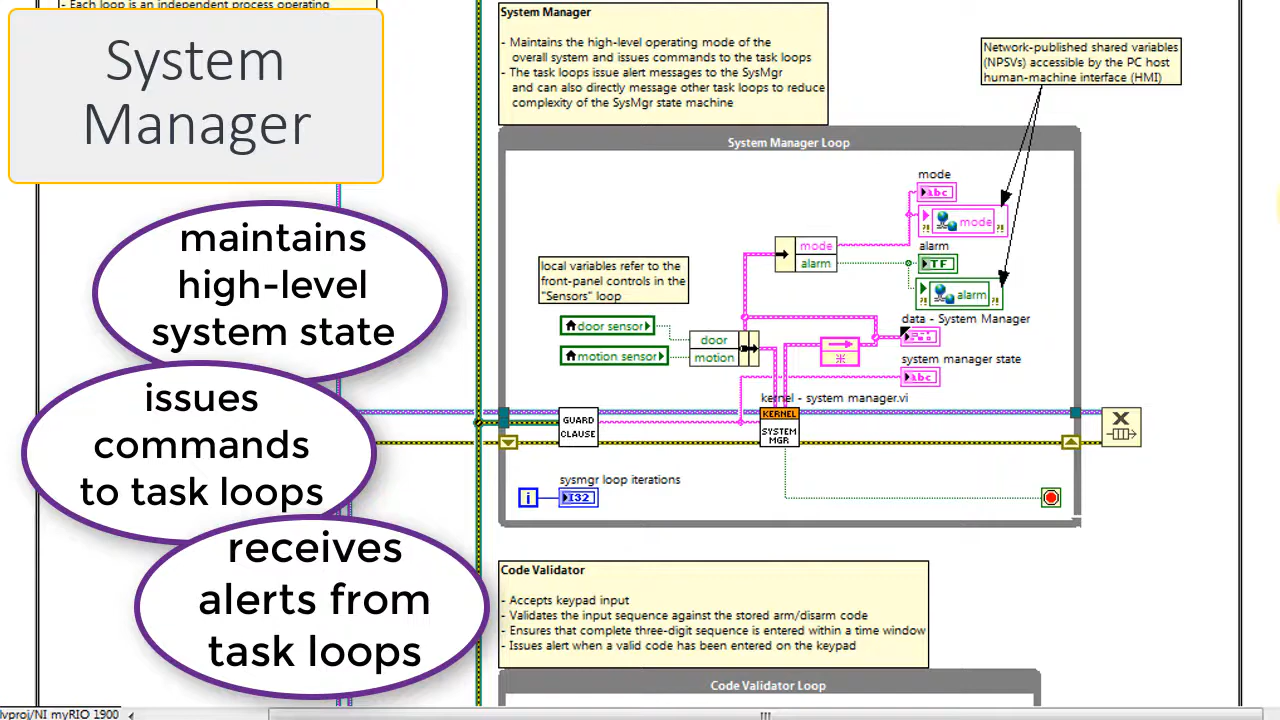 - Each loop is an independent process operating
System
Manager
maintains
high-level
system state
issues
commands
to task loops
receives
alerts from
task loops
System Manager
- Maintains the high-level operating mode of the
overall system and issues commands to the task loops
- The task loops issue alert messages to the SysMgr
and can also directly message other task loops to reduce
complexity of the SysMgr state machine
Network-published shared variables
(NPSVs) accessible by the PC host
human-machine interface (HMI)
System Manager Loop
mode
abc
mode
mode
alarm
alarm
TF
alarm
local variables refer to the
front-panel controls in the
"Sensors" loop
door sensor
motion sensor
door
motion
data - System Manager
system manager state
abc
kernel - system manager.vi
GUARD
CLAUSE
KERNEL
SYSTEM
MGR
X
sysmgr loop iterations
i
I32
Code Validator
- Accepts keypad input
- Validates the input sequence against the stored arm/disarm code
- Ensures that complete three-digit sequence is entered within a time window
- Issues alert when a valid code has been entered on the keypad
Code Validator Loop
lvproj/NI myRIO 1900